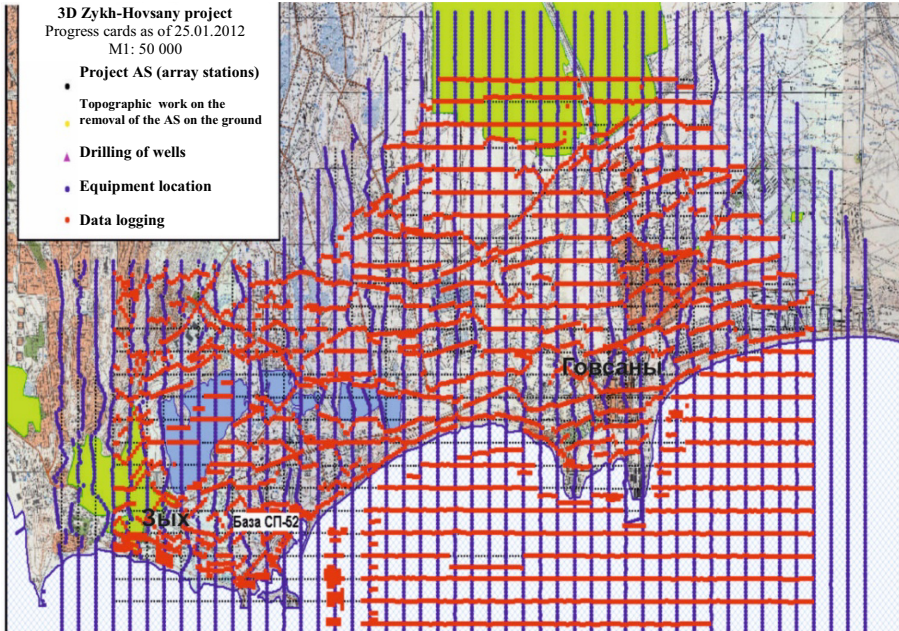 3D Zykh-Hovsany project
Progress cards as of 25.01.2012
M1: 50 000
Project AS (array stations)
Topographic work on the
removal of the AS on the ground
Drilling of wells
Equipment location
Data logging
Говсаны
Зых
База СП-52